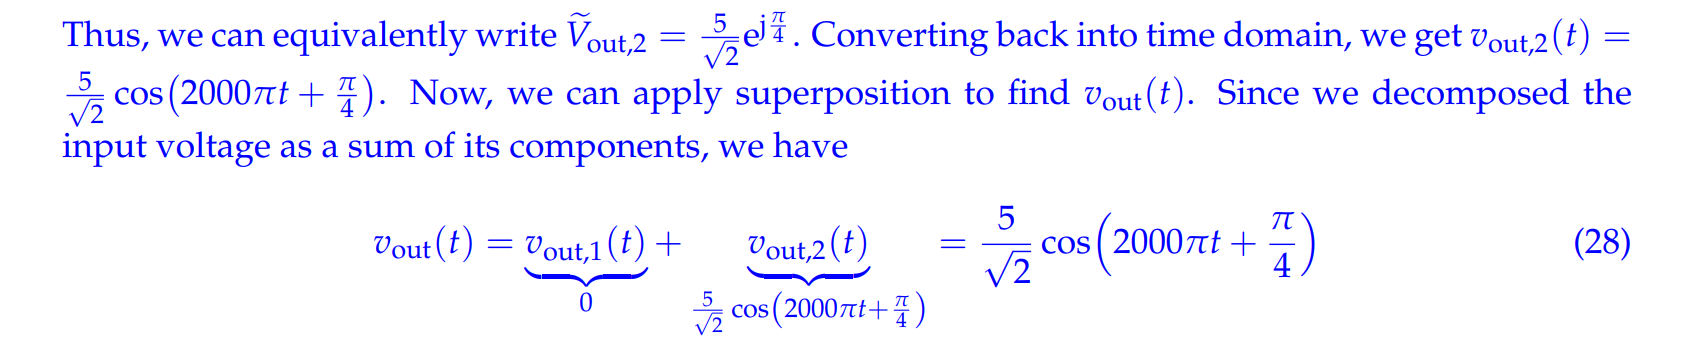 Thus, we can equivalently write $\widetilde{V}_{\text{out},2} = \frac{5}{\sqrt{2}} \mathrm{e}^{\mathrm{j}\frac{\pi}{4}}$. Converting back into time domain, we get $v_{\text{out},2}(t) =$
$\frac{5}{\sqrt{2}} \cos\left(2000\pi t + \frac{\pi}{4}\right)$. Now, we can apply superposition to find $v_{\text{out}}(t)$. Since we decomposed the
input voltage as a sum of its components, we have
$v_{\text{out}}(t) = \underbrace{v_{\text{out},1}(t)}_{0} + \underbrace{v_{\text{out},2}(t)}_{\frac{5}{\sqrt{2}} \cos\left(2000\pi t + \frac{\pi}{4}\right)} = \frac{5}{\sqrt{2}} \cos\left(2000\pi t + \frac{\pi}{4}\right)$ (28)